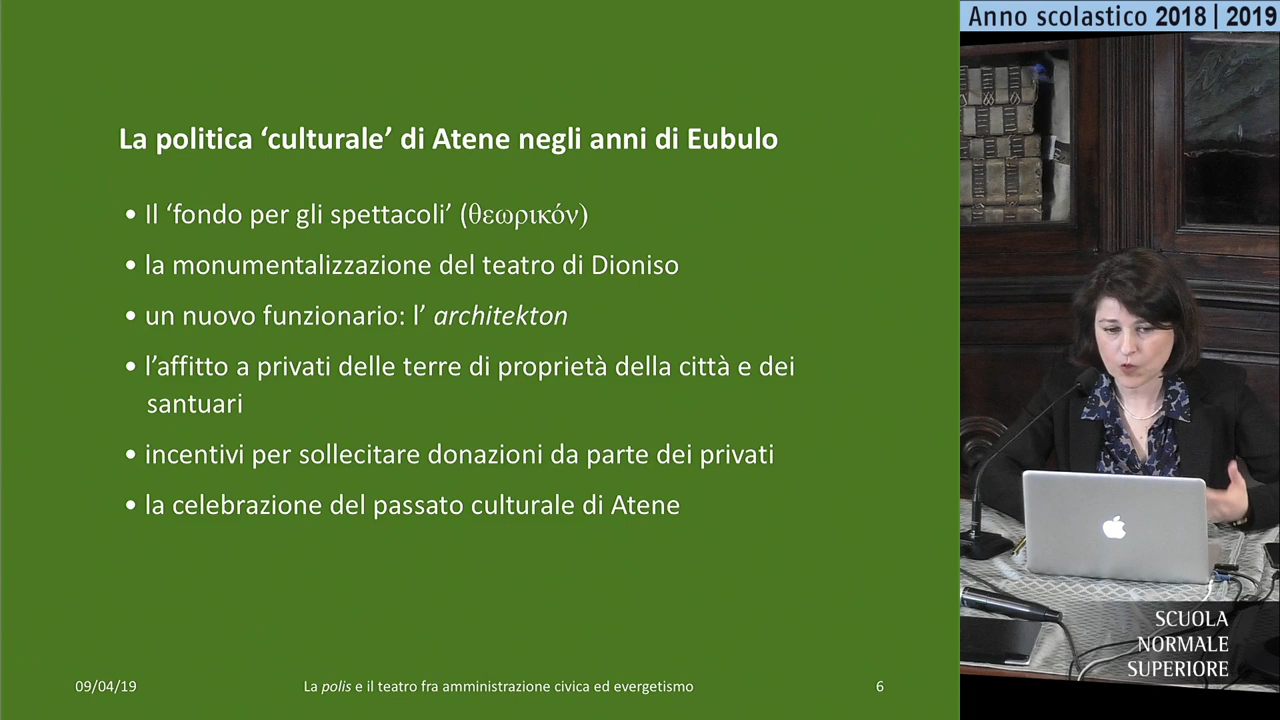 Anno scolastico 2018 | 2019
La politica ‘culturale’ di Atene negli anni di Eubulo
• Il ‘fondo per gli spettacoli’ (θεωρικόν)
• la monumentalizzazione del teatro di Dioniso
• un nuovo funzionario: l’ architekton
• l’affitto a privati delle terre di proprietà della città e dei
santuari
• incentivi per sollecitare donazioni da parte dei privati
• la celebrazione del passato culturale di Atene
SCUOLA
NORMALE
SUPERIORE
09/04/19
La polis e il teatro fra amministrazione civica ed evergetismo
6